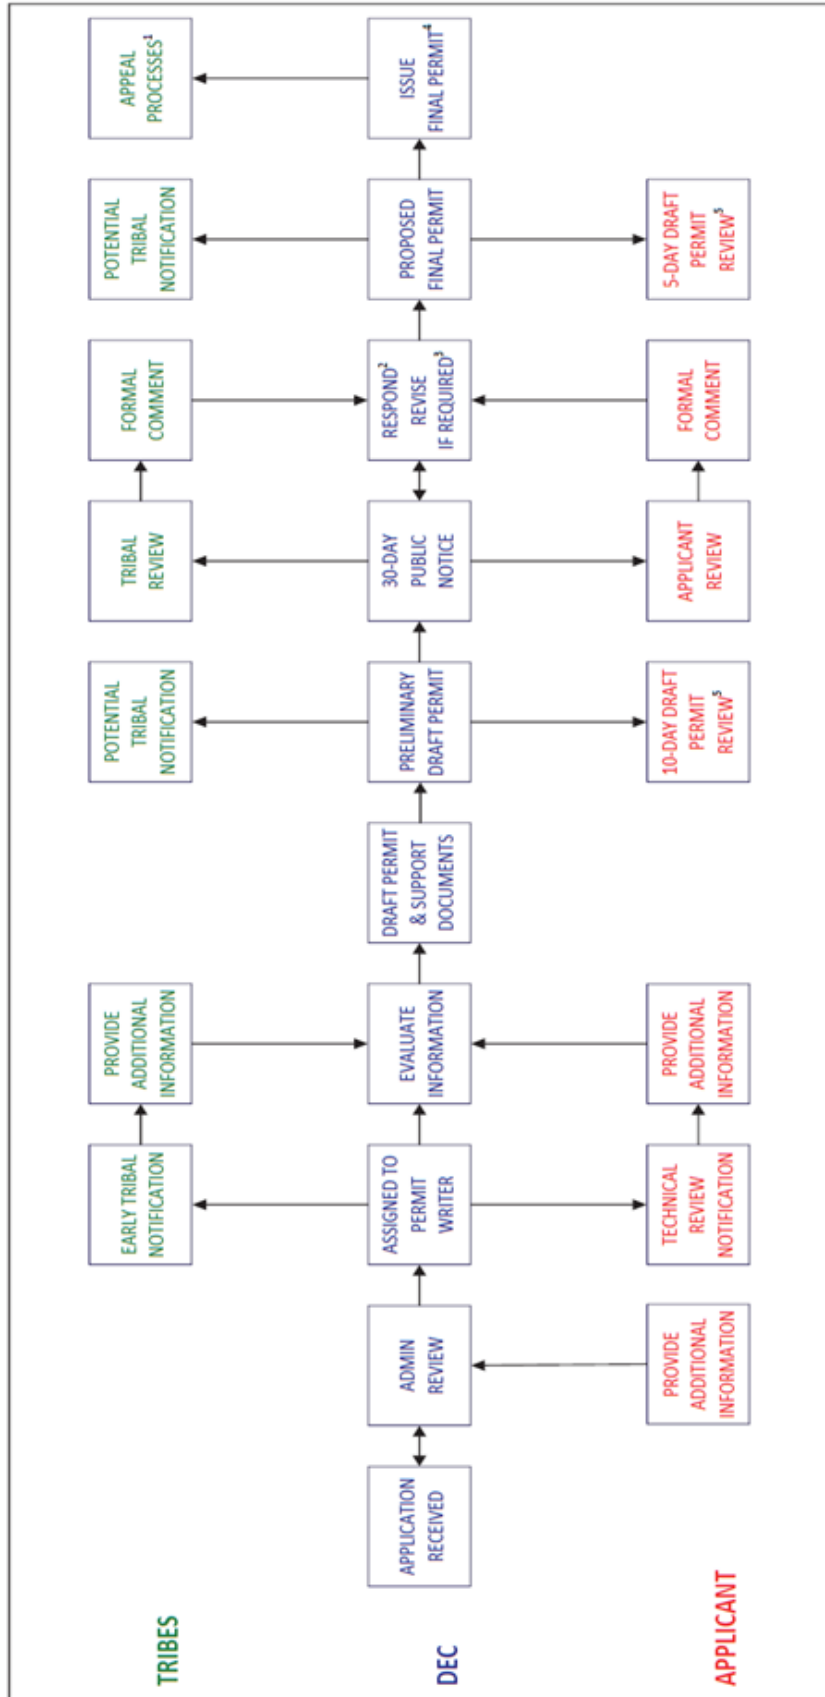 TRIBES
EARLY TRIBAL
NOTIFICATION
PROVIDE
ADDITIONAL
INFORMATION
POTENTIAL
TRIBAL
NOTIFICATION
TRIBAL
REVIEW
FORMAL
COMMENT
POTENTIAL
TRIBAL
NOTIFICATION
APPEAL
PROCESSES¹
DEC
APPLICATION
RECEIVED
ADMIN
REVIEW
ASSIGNED TO
PERMIT
WRITER
EVALUATE
INFORMATION
DRAFT PERMIT
& SUPPORT
DOCUMENTS
PRELIMINARY
DRAFT PERMIT
30-DAY
PUBLIC
NOTICE
RESPOND²
REVISE
IF REQUIRED³
PROPOSED
FINAL PERMIT
ISSUE
FINAL PERMIT⁴
APPLICANT
PROVIDE
ADDITIONAL
INFORMATION
TECHNICAL
REVIEW
NOTIFICATION
PROVIDE
ADDITIONAL
INFORMATION
10-DAY DRAFT
PERMIT
REVIEW⁵
APPLICANT
REVIEW
FORMAL
COMMENT
5-DAY DRAFT
PERMIT
REVIEW⁵